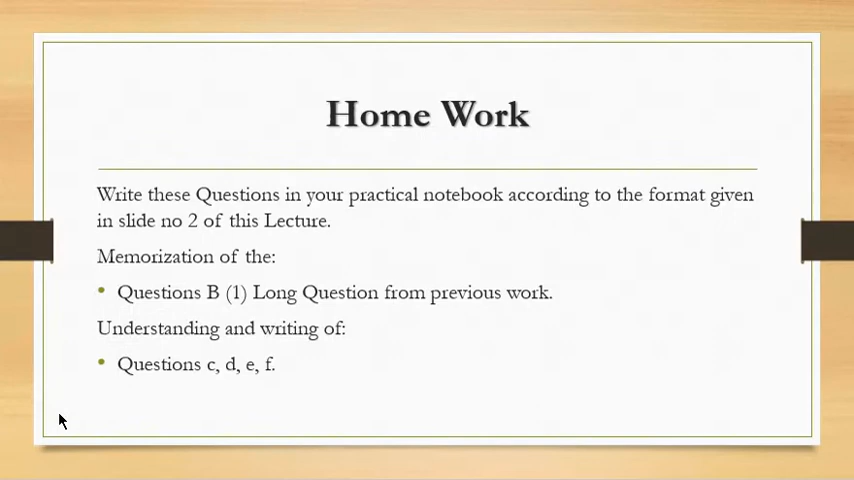 Home Work
Write these Questions in your practical notebook according to the format given
in slide no 2 of this Lecture.
Memorization of the:
• Questions B (1) Long Question from previous work.
Understanding and writing of:
• Questions c, d, e, f.